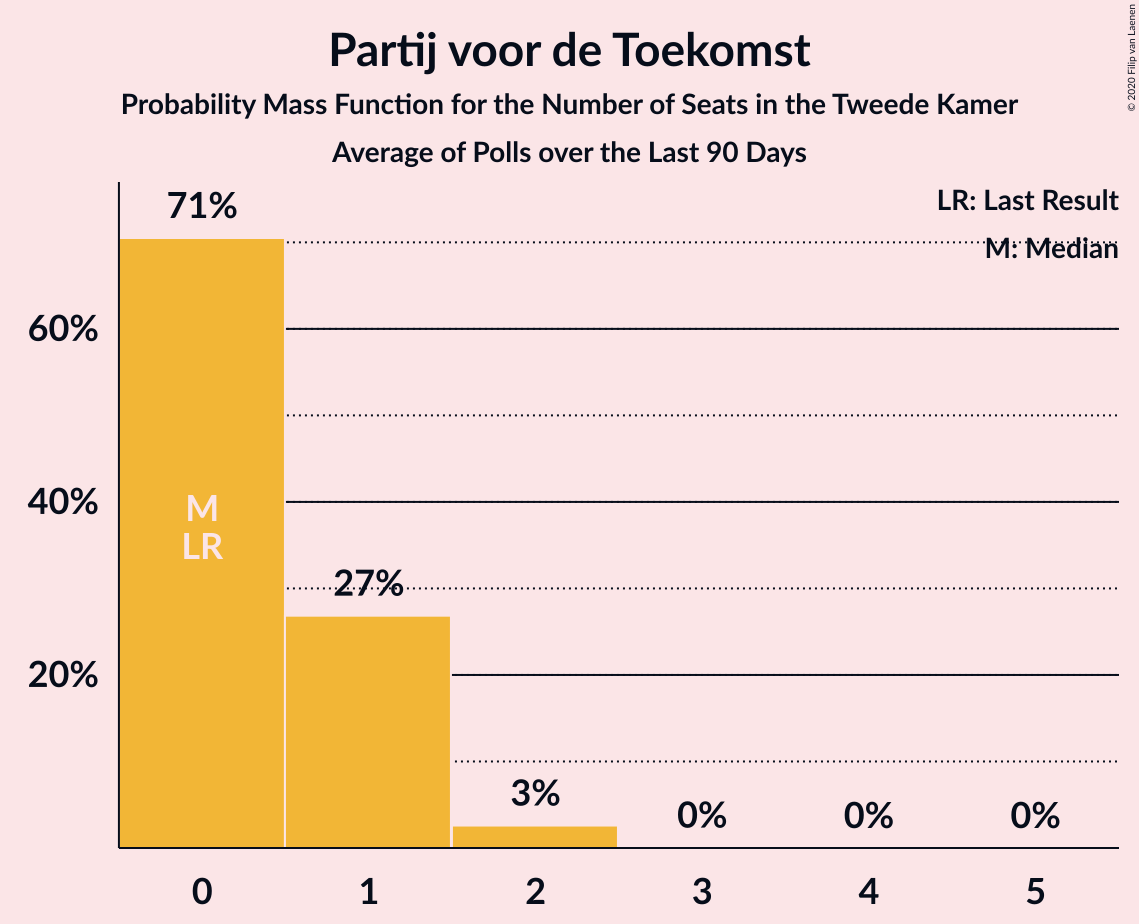 Partij voor de Toekomst
Probability Mass Function for the Number of Seats in the Tweede Kamer
Average of Polls over the Last 90 Days
© 2020 Filip van Laenen
LR: Last Result
M: Median
71%
60%
40%
M
LR
27%
20%
3%
0%
0%
0%
0
1
2
3
4
5